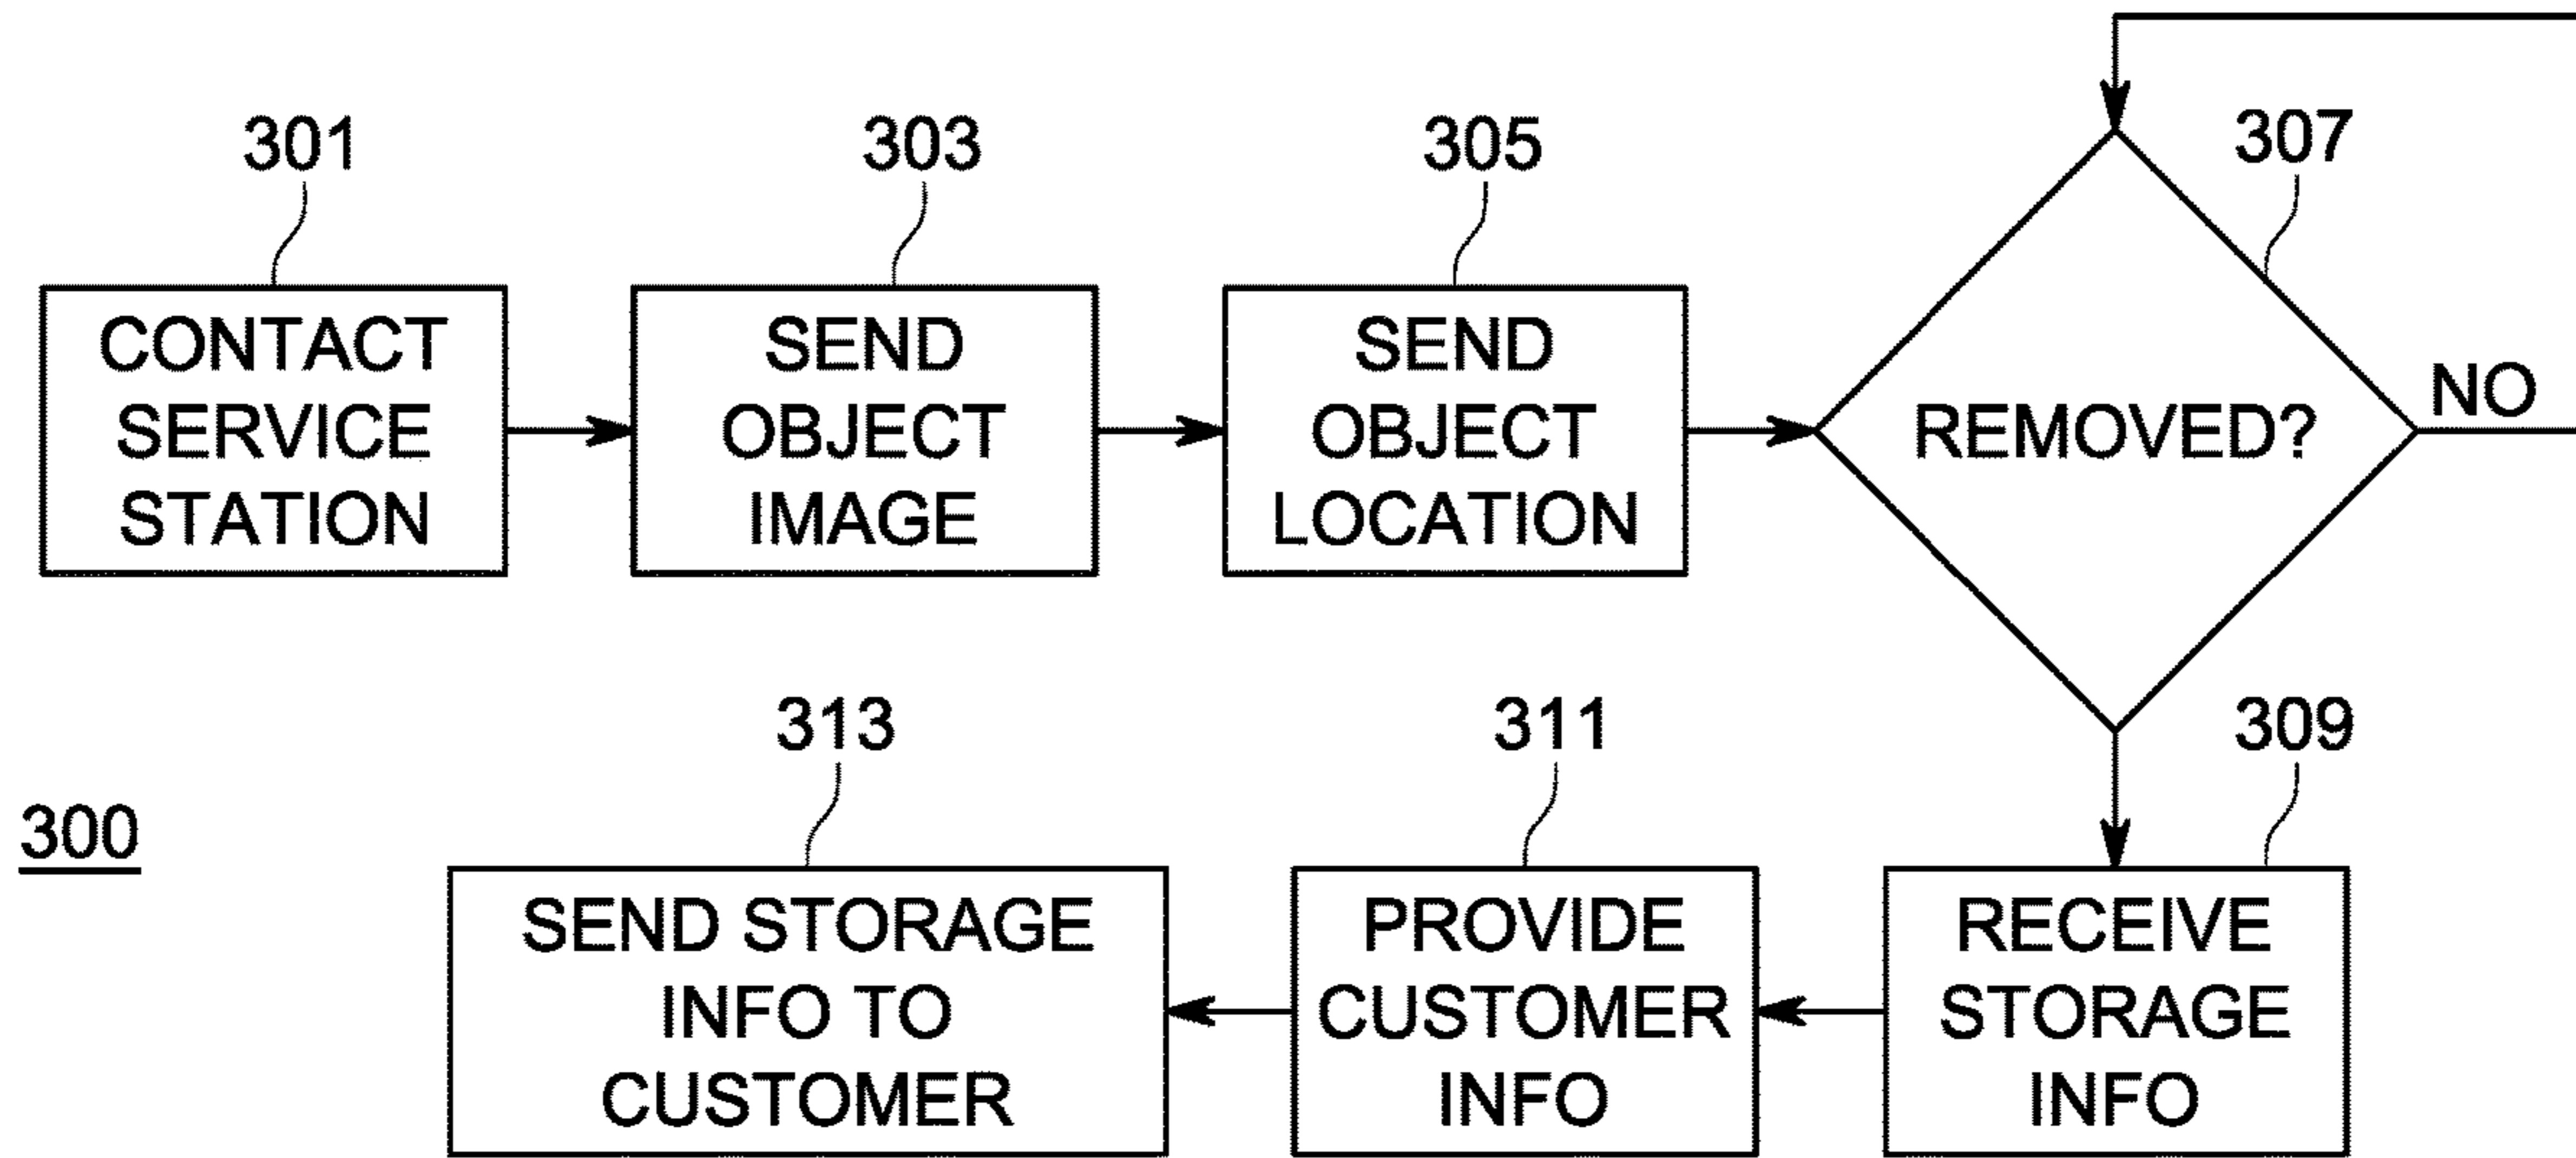 301
CONTACT
SERVICE
STATION
303
SEND
OBJECT
IMAGE
305
SEND
OBJECT
LOCATION
307
REMOVED?
NO
309
RECEIVE
STORAGE
INFO
311
PROVIDE
CUSTOMER
INFO
313
SEND STORAGE
INFO TO
CUSTOMER
300